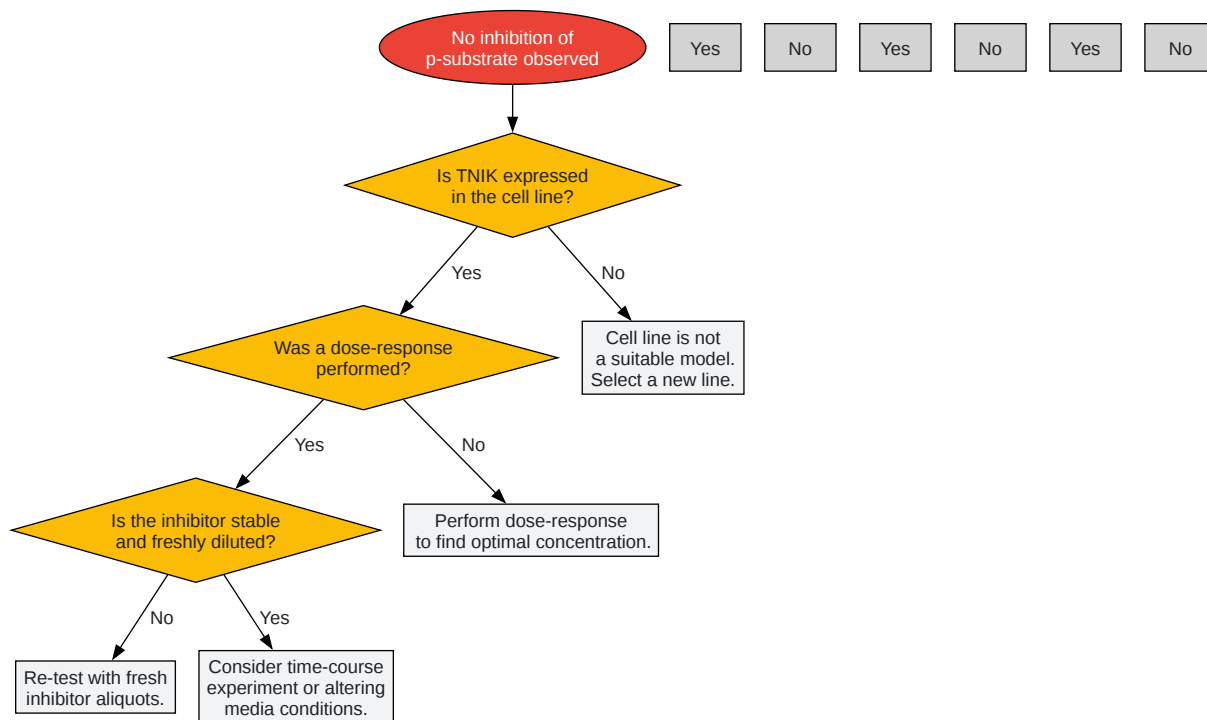 No inhibition of
p-substrate observed
Yes
No
Yes
No
Yes
No
Is TNIK expressed
in the cell line?
Yes
No
Was a dose-response
performed?
Cell line is not
a suitable model.
Select a new line.
Yes
No
Is the inhibitor stable
and freshly diluted?
Perform dose-response
to find optimal concentration.
No
Yes
Re-test with fresh
inhibitor aliquots.
Consider time-course
experiment or altering
media conditions.